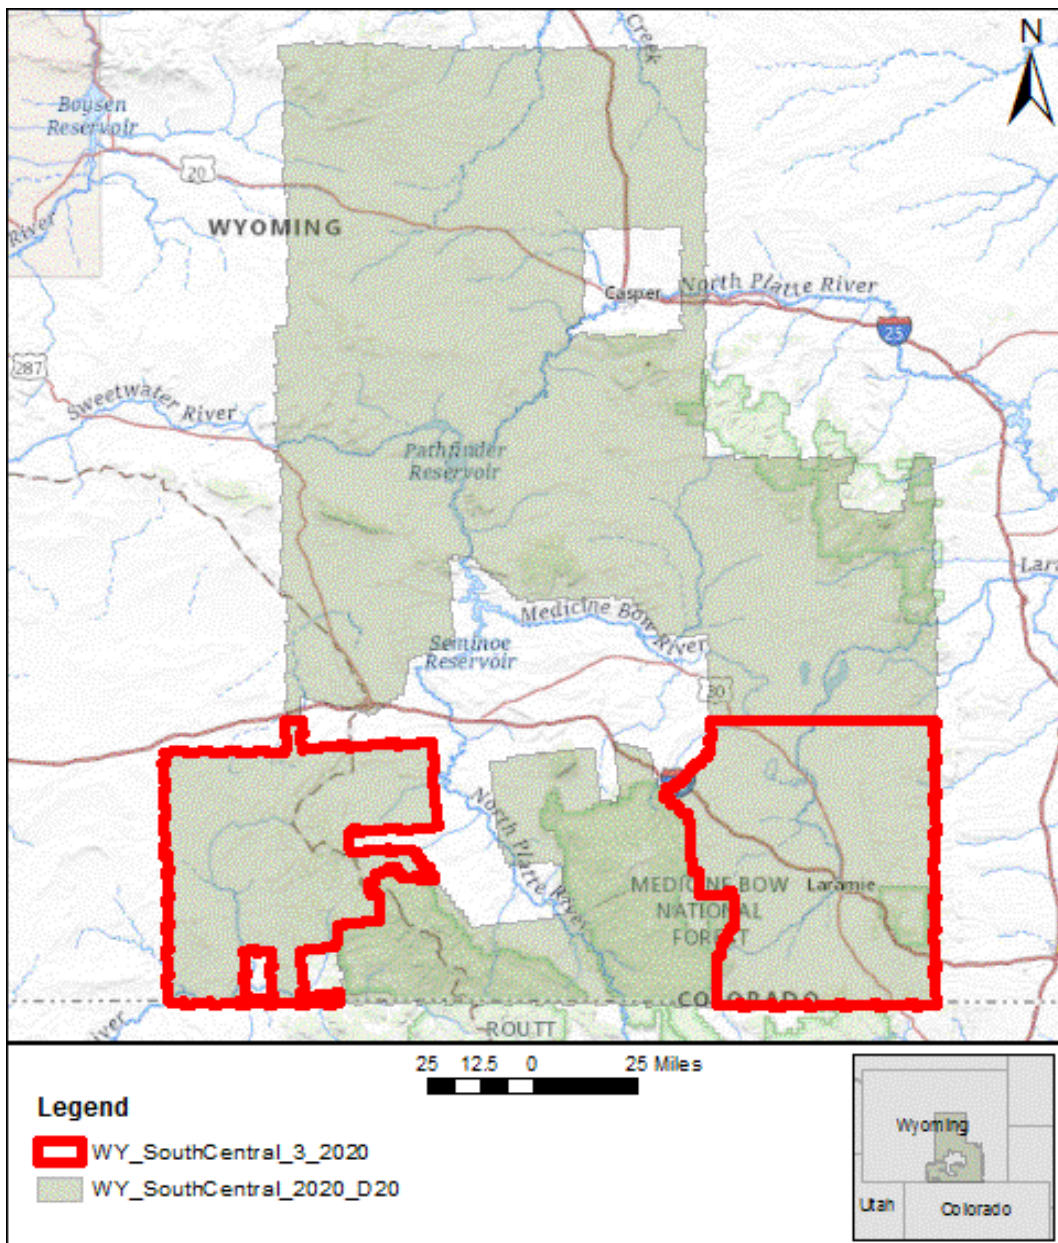 N
Creek
Boysen
Reservoir
20
WYOMING
River
Casper
North Platte River
25
287
Sweetwater River
Pathfinder
Reservoir
Medicine Bow River
Seminoe
Reservoir
30
North Platte River
MEDICINE BOW
NATIONAL
FOREST
Laramie
COLORADO
River
ROUTT
25 12.5 0 25 Miles
Legend
WY_SouthCentral_3_2020
WY_SouthCentral_2020_D20
Wyoming
Utah
Colorado